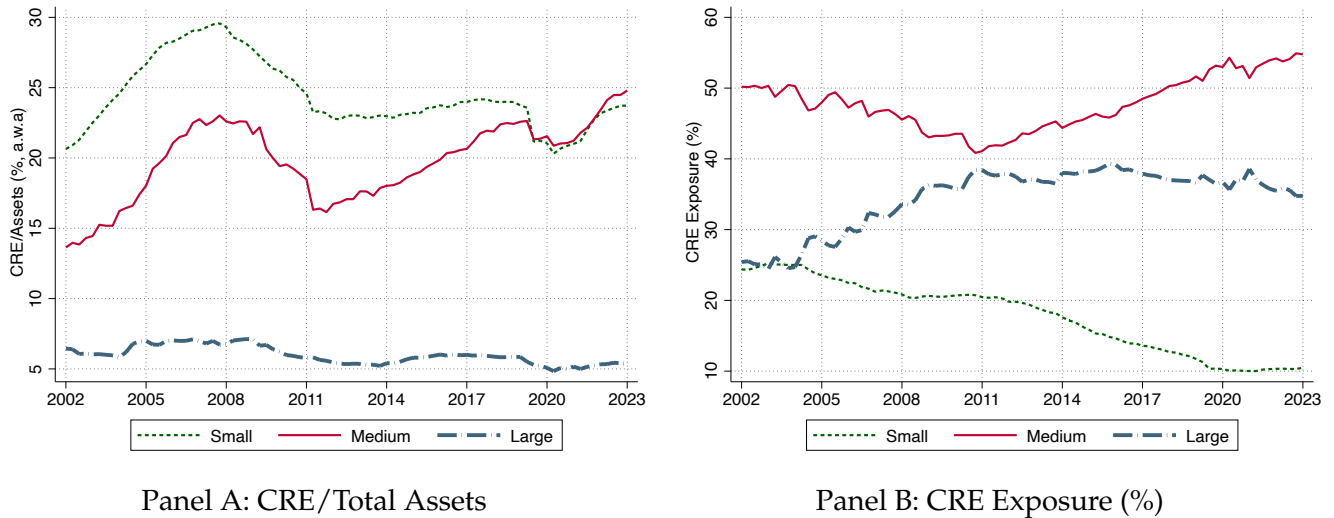 CRE/Assets (%, a.w.a)
30
25
20
15
10
5
2002 2005 2008 2011 2014 2017 2020 2023
Small Medium Large
Panel A: CRE/Total Assets
CRE Exposure (%)
60
50
40
30
20
10
2002 2005 2008 2011 2014 2017 2020 2023
Small Medium Large
Panel B: CRE Exposure (%)